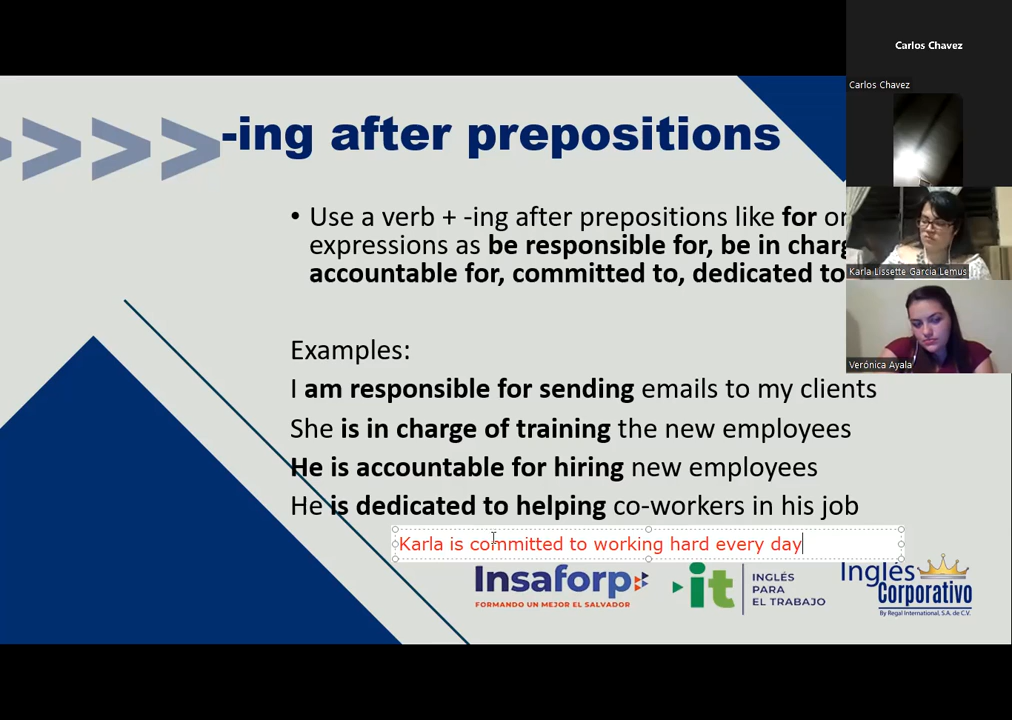 Carlos Chavez
Carlos Chavez
-ing after prepositions
• Use a verb + -ing after prepositions like for or
expressions as be responsible for, be in charg
accountable for, committed to, dedicated to
Karla Lissette Garcia Lemus
Verónica Ayala
Examples:
I am responsible for sending emails to my clients
She is in charge of training the new employees
He is accountable for hiring new employees
He is dedicated to helping co-workers in his job
Karla is committed to working hard every day
Insaforp
FORMANDO UN MEJOR EL SALVADOR
it
INGLÉS
PARA
EL TRABAJO
Inglés
Corporativo
By Regal International, S.A. de C.V.